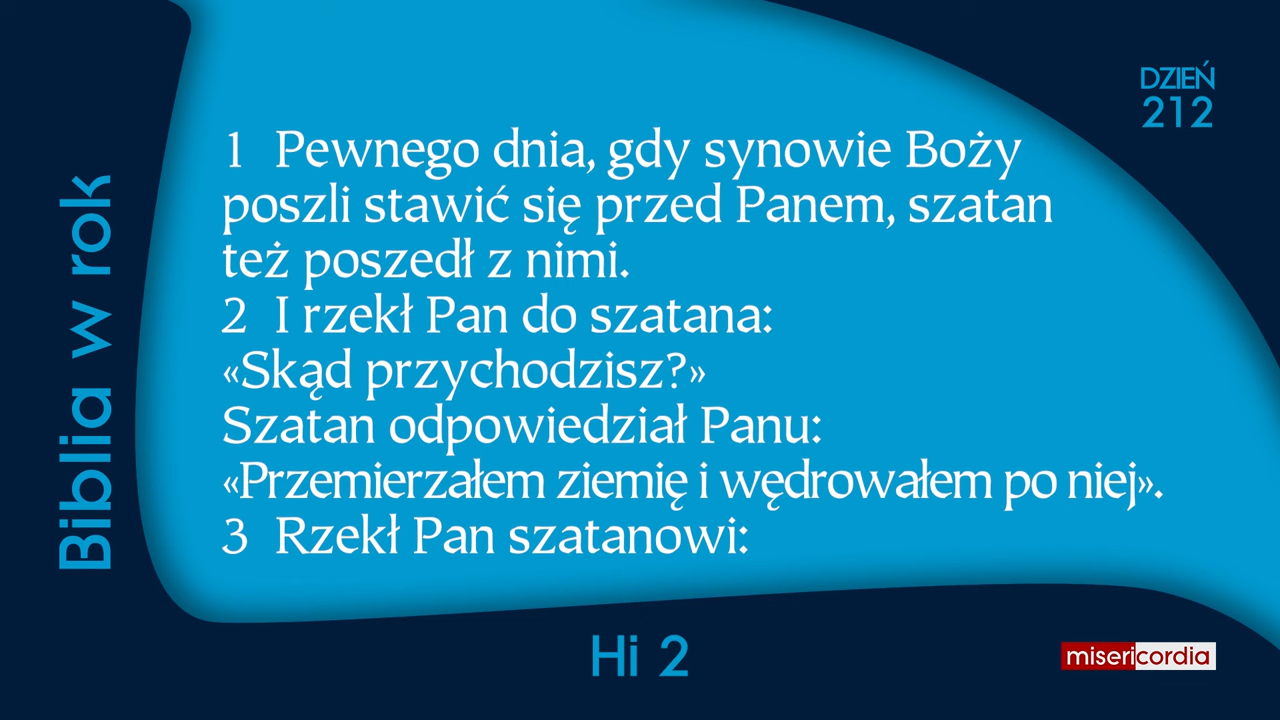 DZIEŃ
212
Biblia w rok
1 Pewnego dnia, gdy synowie Boży
poszli stawić się przed Panem, szatan
też poszedł z nimi.
2 I rzekł Pan do szatana:
«Skąd przychodzisz?»
Szatan odpowiedział Panu:
«Przemierzałem ziemię i wędrowałem po niej».
3 Rzekł Pan szatanowi:
Hi 2
misericordia